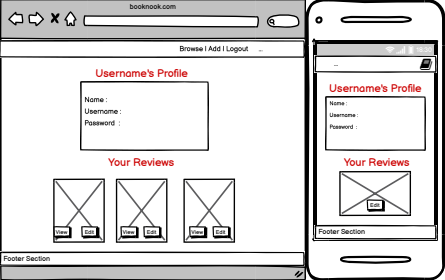 booknook.com
Browse | Add | Logout ...
Username's Profile
Name :
Username :
Password :
Your Reviews
View Edit View Edit View Edit
Footer Section
...
Username's Profile
Name :
Username :
Password :
Your Reviews
Edit
Footer Section